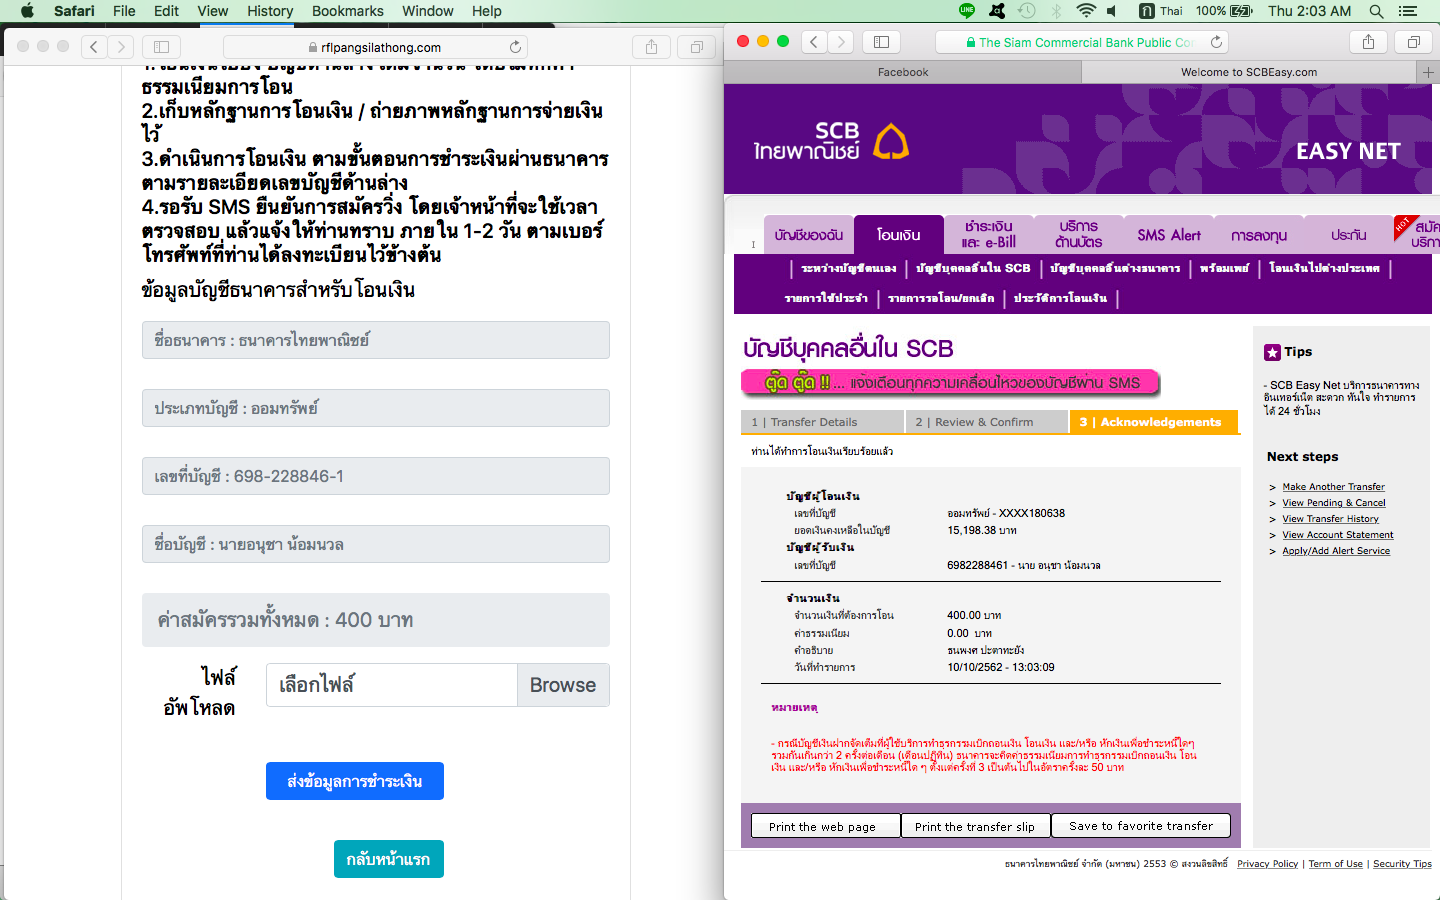 Safari File Edit View History Bookmarks Window Help
LINE Thai 100% Thu 2:03 AM
rflpangsilathong.com
ธรรมเนียมการโอน
2.เก็บหลักฐานการโอนเงิน / ถ่ายภาพหลักฐานการจ่ายเงิน
ไว้
3.ดำเนินการโอนเงิน ตามขั้นตอนการชำระเงินผ่านธนาคาร
ตามรายละเอียดเลขบัญชีด้านล่าง
4.รอรับ SMS ยืนยันการสมัครวิ่ง โดยเจ้าหน้าที่จะใช้เวลา
ตรวจสอบ แล้วแจ้งให้ท่านทราบ ภายใน 1-2 วัน ตามเบอร์
โทรศัพท์ที่ท่านได้ลงทะเบียนไว้ข้างต้น
ข้อมูลบัญชีธนาคารสำหรับโอนเงิน
ชื่อธนาคาร : ธนาคารไทยพาณิชย์
ประเภทบัญชี : ออมทรัพย์
เลขที่บัญชี : 698-228846-1
ชื่อบัญชี : นายอนุชา น้อมนวล
ค่าสมัครรวมทั้งหมด : 400 บาท
ไฟล์
อัพโหลด
เลือกไฟล์ Browse
ส่งข้อมูลการชำระเงิน
กลับหน้าแรก
The Siam Commercial Bank Public Co
Facebook
Welcome to SCBEasy.com
SCB
ไทยพาณิชย์
EASY NET
บัญชีของฉัน
โอนเงิน
ชำระเงิน
และ e-Bill
บริการ
ด้านบัตร
SMS Alert
การลงทุน
ประกัน
HOT
สมัค
บริกา
ระหว่างบัญชีตนเอง | บัญชีบุคคลอื่นใน SCB | บัญชีบุคคลอื่นต่างธนาคาร | พร้อมเพย์ | โอนเงินไปต่างประเทศ |
รายการใช้ประจำ | รายการรอโอน/ยกเลิก | ประวัติการโอนเงิน |
บัญชีบุคคลอื่นใน SCB
ตู๊ด ตู๊ด !! ... แจ้งเตือนทุกความเคลื่อนไหวของบัญชีผ่าน SMS
1 | Transfer Details
2 | Review & Confirm
3 | Acknowledgements
ท่านได้ทำการโอนเงินเรียบร้อยแล้ว
บัญชีผู้โอนเงิน
เลขที่บัญชี ออมทรัพย์ - XXXX180638
ยอดเงินคงเหลือในบัญชี 15,198.38 บาท
บัญชีผู้รับเงิน
เลขที่บัญชี 6982288461 - นาย อนุชา น้อมนวล
จำนวนเงิน
จำนวนเงินที่ต้องการโอน 400.00 บาท
ค่าธรรมเนียม 0.00 บาท
คำอธิบาย ธนพงศ ปะตาทะยัง
วันที่ทำรายการ 10/10/2562 - 13:03:09
หมายเหตุ
- กรณีบัญชีเงินฝากจัดเต็มที่ผู้ใช้บริการทำธุรกรรมเบิกถอนเงิน โอนเงิน และ/หรือ หักเงินเพื่อชำระหนี้ใดๆ
รวมกันเกินกว่า 2 ครั้งต่อเดือน (เดือนปฏิทิน) ธนาคารจะคิดค่าธรรมเนียมการทำธุรกรรมเบิกถอนเงิน โอน
เงิน และ/หรือ หักเงินเพื่อชำระหนี้ใด ๆ ตั้งแต่ครั้งที่ 3 เป็นต้นไปในอัตราครั้งละ 50 บาท
Print the web page
Print the transfer slip
Save to favorite transfer
Tips
- SCB Easy Net บริการธนาคารทาง
อินเทอร์เน็ต สะดวก ทันใจ ทำรายการ
ได้ 24 ชั่วโมง
Next steps
> Make Another Transfer
> View Pending & Cancel
> View Transfer History
> View Account Statement
> Apply/Add Alert Service
ธนาคารไทยพาณิชย์ จำกัด (มหาชน) 2553 © สงวนลิขสิทธิ์ Privacy Policy | Term of Use | Security Tips